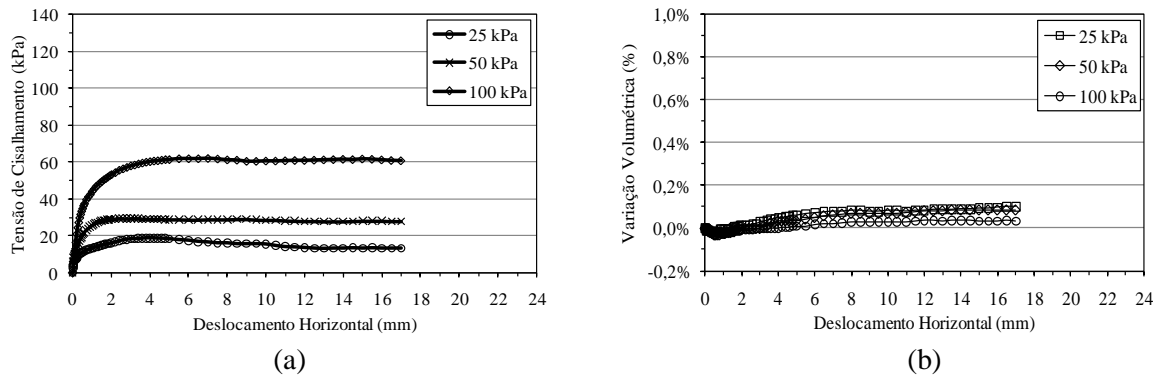 140
120
100
80
60
40
20
0
Tensão de Cisalhamento (kPa)
0 2 4 6 8 10 12 14 16 18 20 22 24
Deslocamento Horizontal (mm)
25 kPa
50 kPa
100 kPa
(a)
1,0%
0,8%
0,6%
0,4%
0,2%
0,0%
-0,2%
Variação Volumétrica (%)
0 2 4 6 8 10 12 14 16 18 20 22 24
Deslocamento Horizontal (mm)
25 kPa
50 kPa
100 kPa
(b)